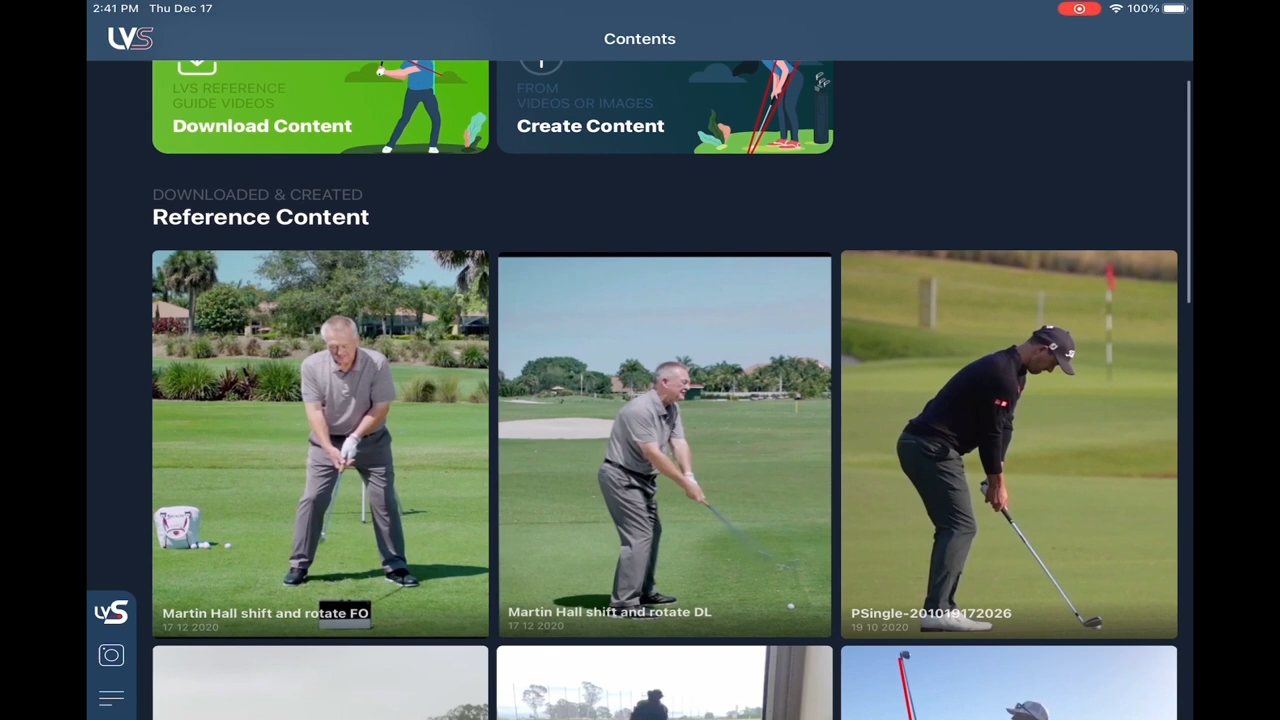 2:41 PM Thu Dec 17
100%
LVS
Contents
LVS REFERENCE
GUIDE VIDEOS
Download Content
FROM
VIDEOS OR IMAGES
Create Content
DOWNLOADED & CREATED
Reference Content
Martin Hall shift and rotate FO
17 12 2020
Martin Hall shift and rotate DL
17 12 2020
PSingle-201019172026
19 10 2020
LVS